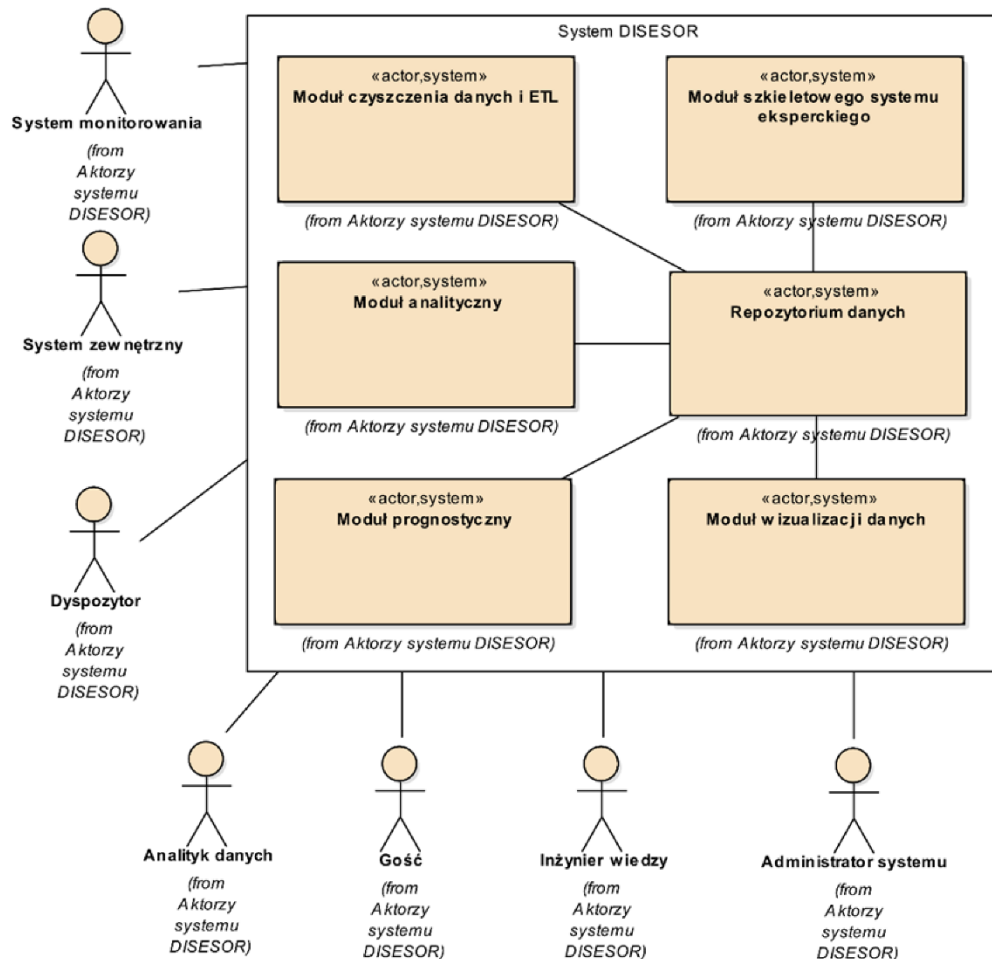 System DISESOR
System monitorowania
(from
Aktorzy
systemu
DISESOR)
«actor,system»
Moduł czyszczenia danych i ETL
(from Aktorzy systemu DISESOR)
«actor,system»
Moduł szkieletowego systemu
eksperckiego
(from Aktorzy systemu DISESOR)
System zewnętrzny
(from
Aktorzy
systemu
DISESOR)
«actor,system»
Moduł analityczny
(from Aktorzy systemu DISESOR)
«actor,system»
Repozytorium danych
(from Aktorzy systemu DISESOR)
Dyspozytor
(from
Aktorzy
systemu
DISESOR)
«actor,system»
Moduł prognostyczny
(from Aktorzy systemu DISESOR)
«actor,system»
Moduł wizualizacji danych
(from Aktorzy systemu DISESOR)
Analityk danych
(from
Aktorzy
systemu
DISESOR)
Gość
(from
Aktorzy
systemu
DISESOR)
Inżynier wiedzy
(from
Aktorzy
systemu
DISESOR)
Administrator systemu
(from
Aktorzy
systemu
DISESOR)